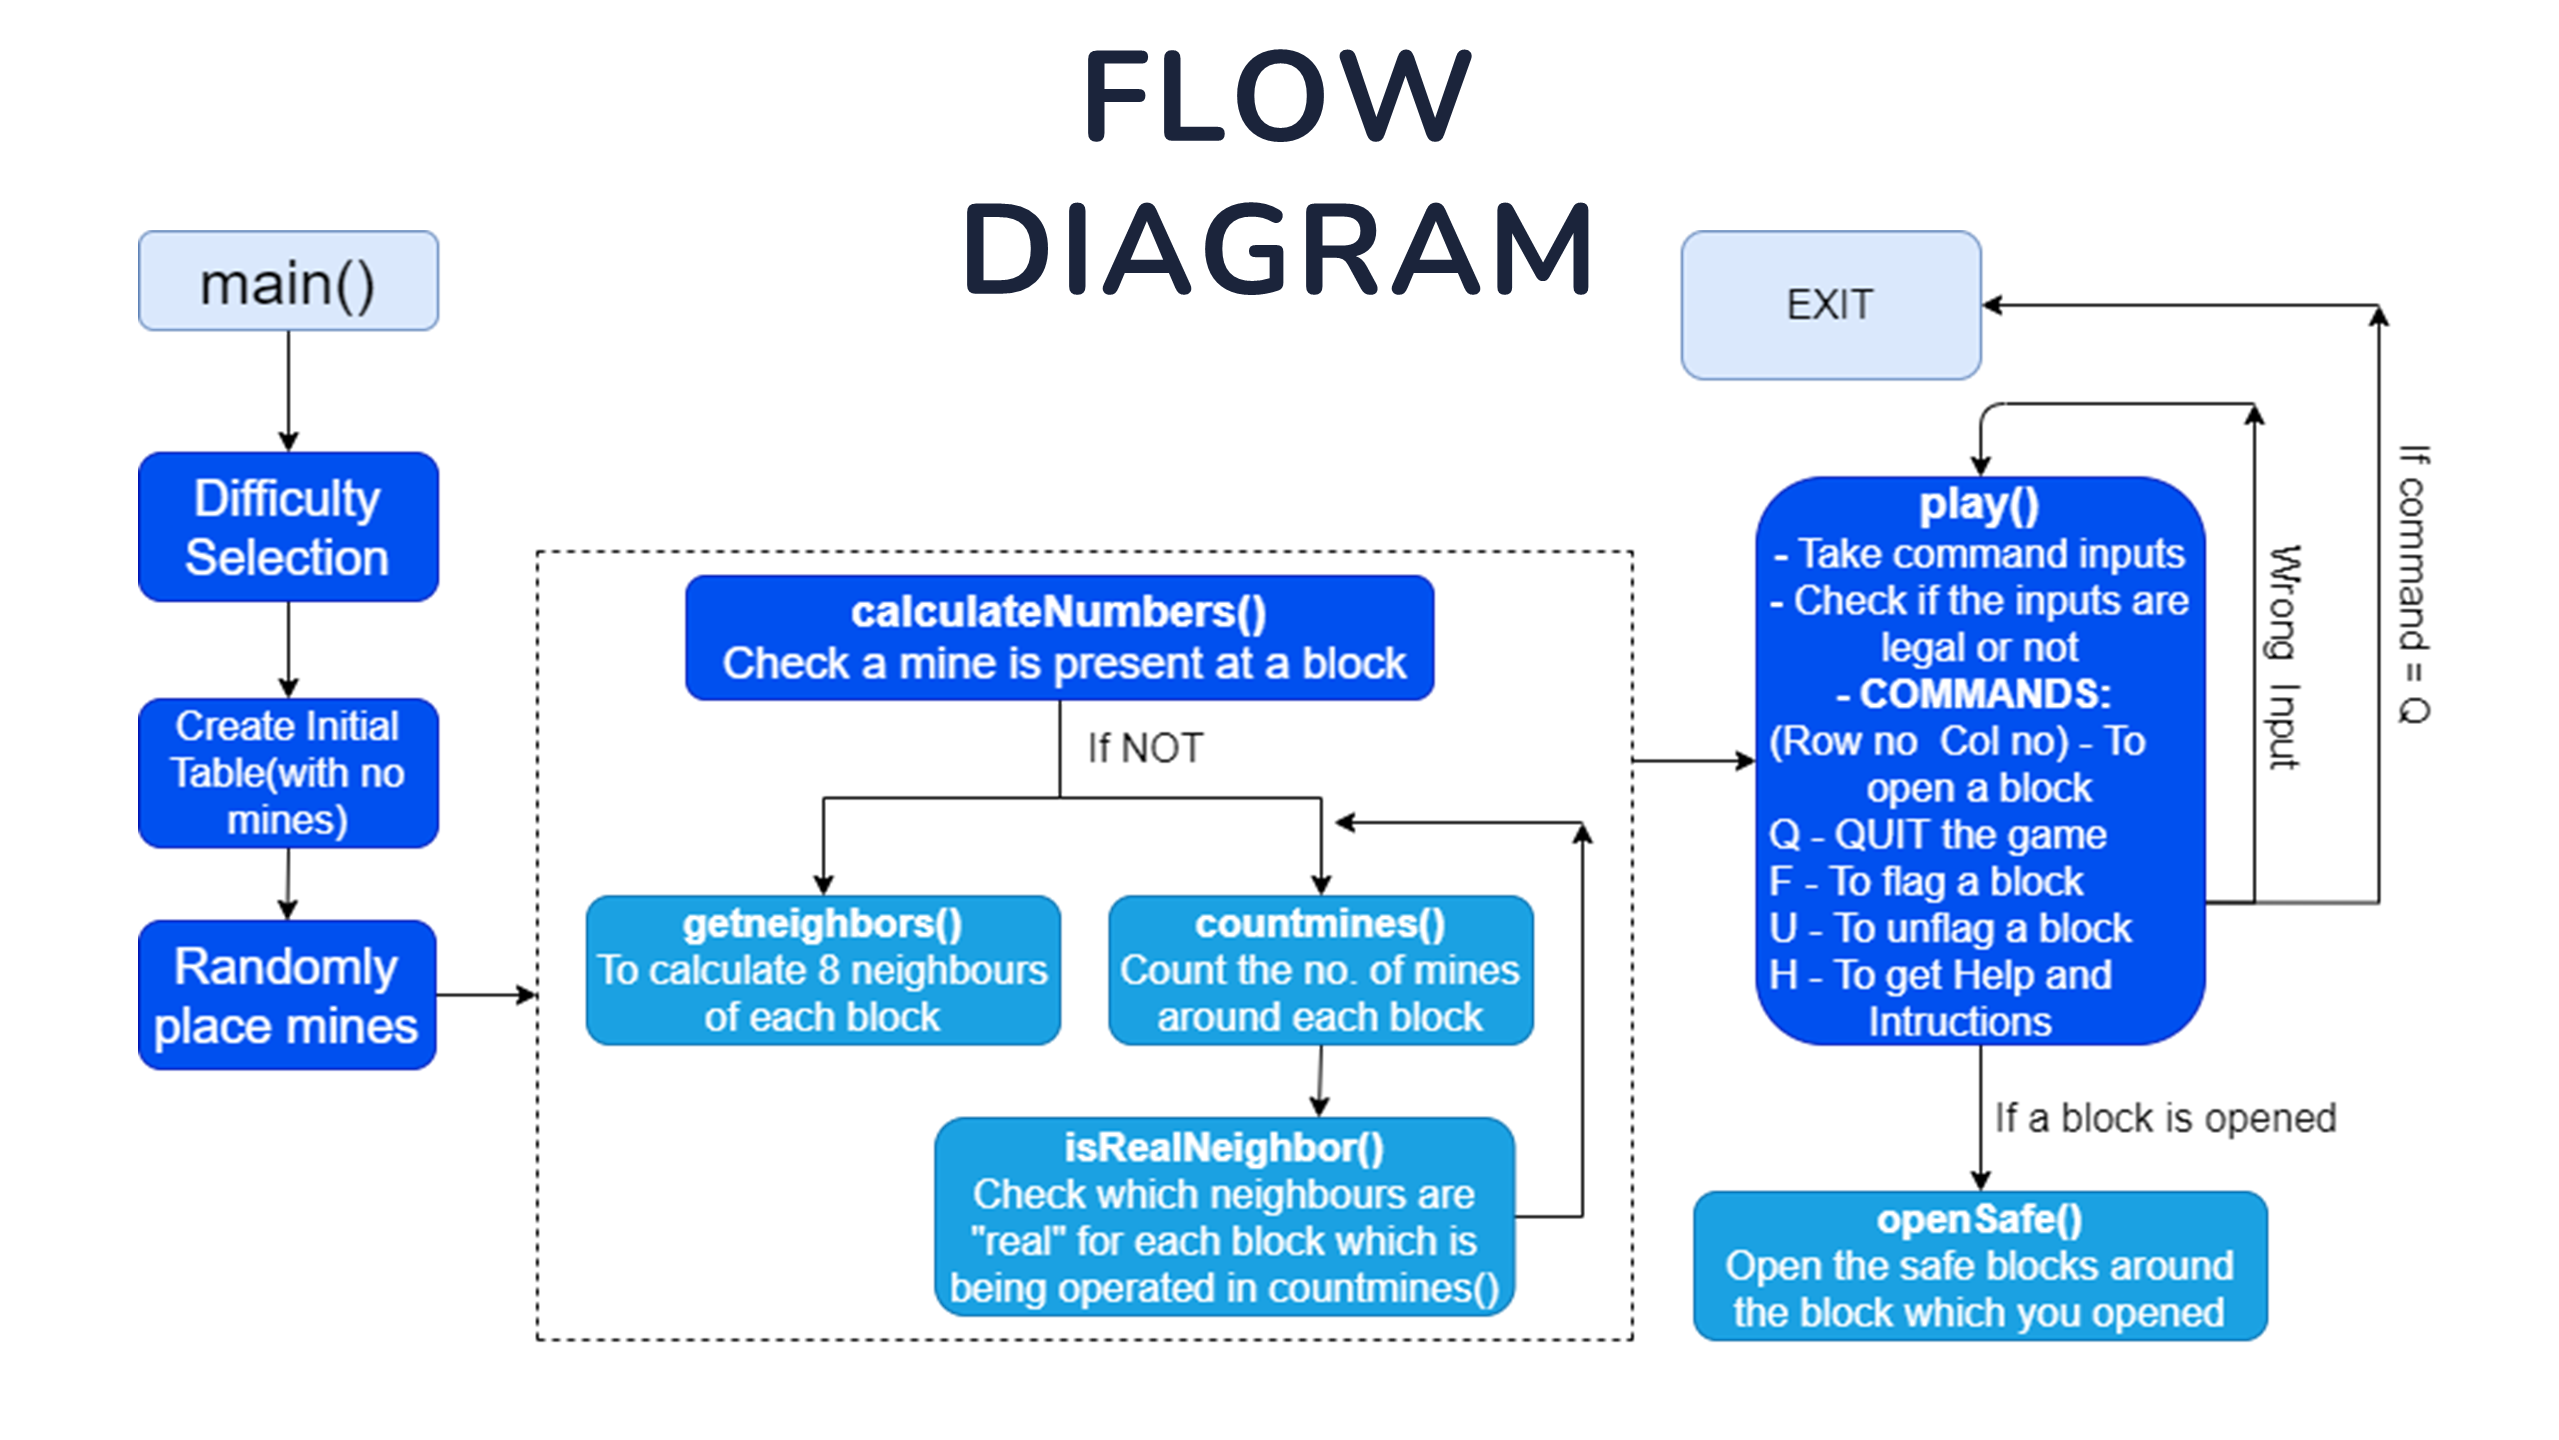 FLOW
DIAGRAM
main()
Difficulty
Selection
Create Initial
Table(with no
mines)
Randomly
place mines
calculateNumbers()
Check a mine is present at a block
If NOT
getneighbors()
To calculate 8 neighbours
of each block
countmines()
Count the no. of mines
around each block
isRealNeighbor()
Check which neighbours are
"real" for each block which is
being operated in countmines()
EXIT
play()
- Take command inputs
- Check if the inputs are
legal or not
- COMMANDS:
(Row no  Col no) - To
open a block
Q - QUIT the game
F - To flag a block
U - To unflag a block
H - To get Help and
Intructions
Wrong Input
If command = Q
If a block is opened
openSafe()
Open the safe blocks around
the block which you opened